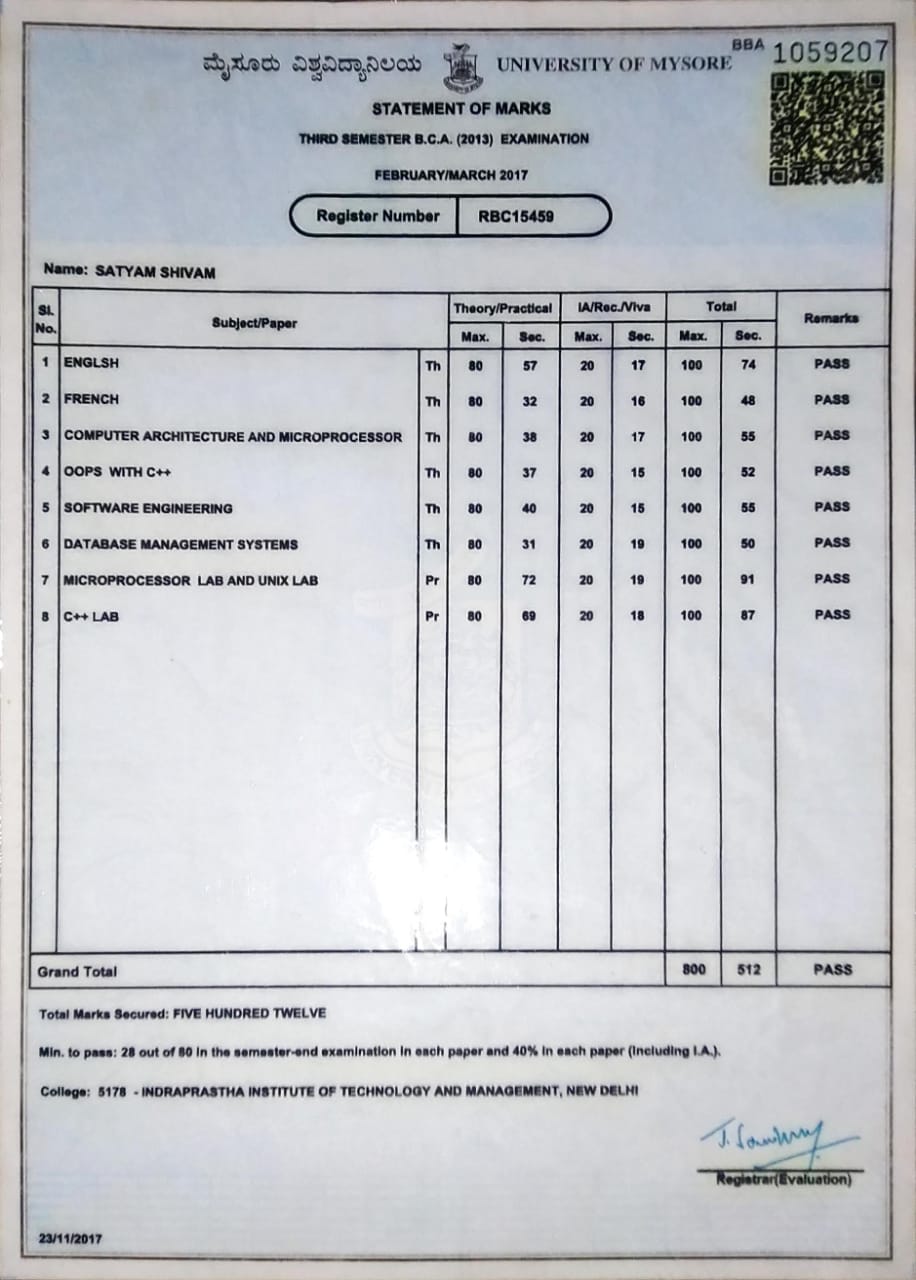 ಮೈಸೂರು ವಿಶ್ವವಿದ್ಯಾನಿಲಯ UNIVERSITY OF MYSORE BBA 1059207
STATEMENT OF MARKS
THIRD SEMESTER B.C.A. (2013) EXAMINATION
FEBRUARY/MARCH 2017
Register Number RBC15459
Name: SATYAM SHIVAM
Sl. No. Subject/Paper Theory/Practical IA/Rec./Viva Total Remarks
Max. Sec. Max. Sec. Max. Sec.
1 ENGLSH Th 80 57 20 17 100 74 PASS
2 FRENCH Th 80 32 20 16 100 48 PASS
3 COMPUTER ARCHITECTURE AND MICROPROCESSOR Th 80 38 20 17 100 55 PASS
4 OOPS WITH C++ Th 80 37 20 15 100 52 PASS
5 SOFTWARE ENGINEERING Th 80 40 20 15 100 55 PASS
6 DATABASE MANAGEMENT SYSTEMS Th 80 31 20 19 100 50 PASS
7 MICROPROCESSOR LAB AND UNIX LAB Pr 80 72 20 19 100 91 PASS
8 C++ LAB Pr 80 69 20 18 100 87 PASS
Grand Total 800 512 PASS
Total Marks Secured: FIVE HUNDRED TWELVE
Min. to pass: 28 out of 80 in the semester-end examination in each paper and 40% in each paper (including I.A.).
College: 5178 - INDRAPRASTHA INSTITUTE OF TECHNOLOGY AND MANAGEMENT, NEW DELHI
Registrar(Evaluation)
23/11/2017